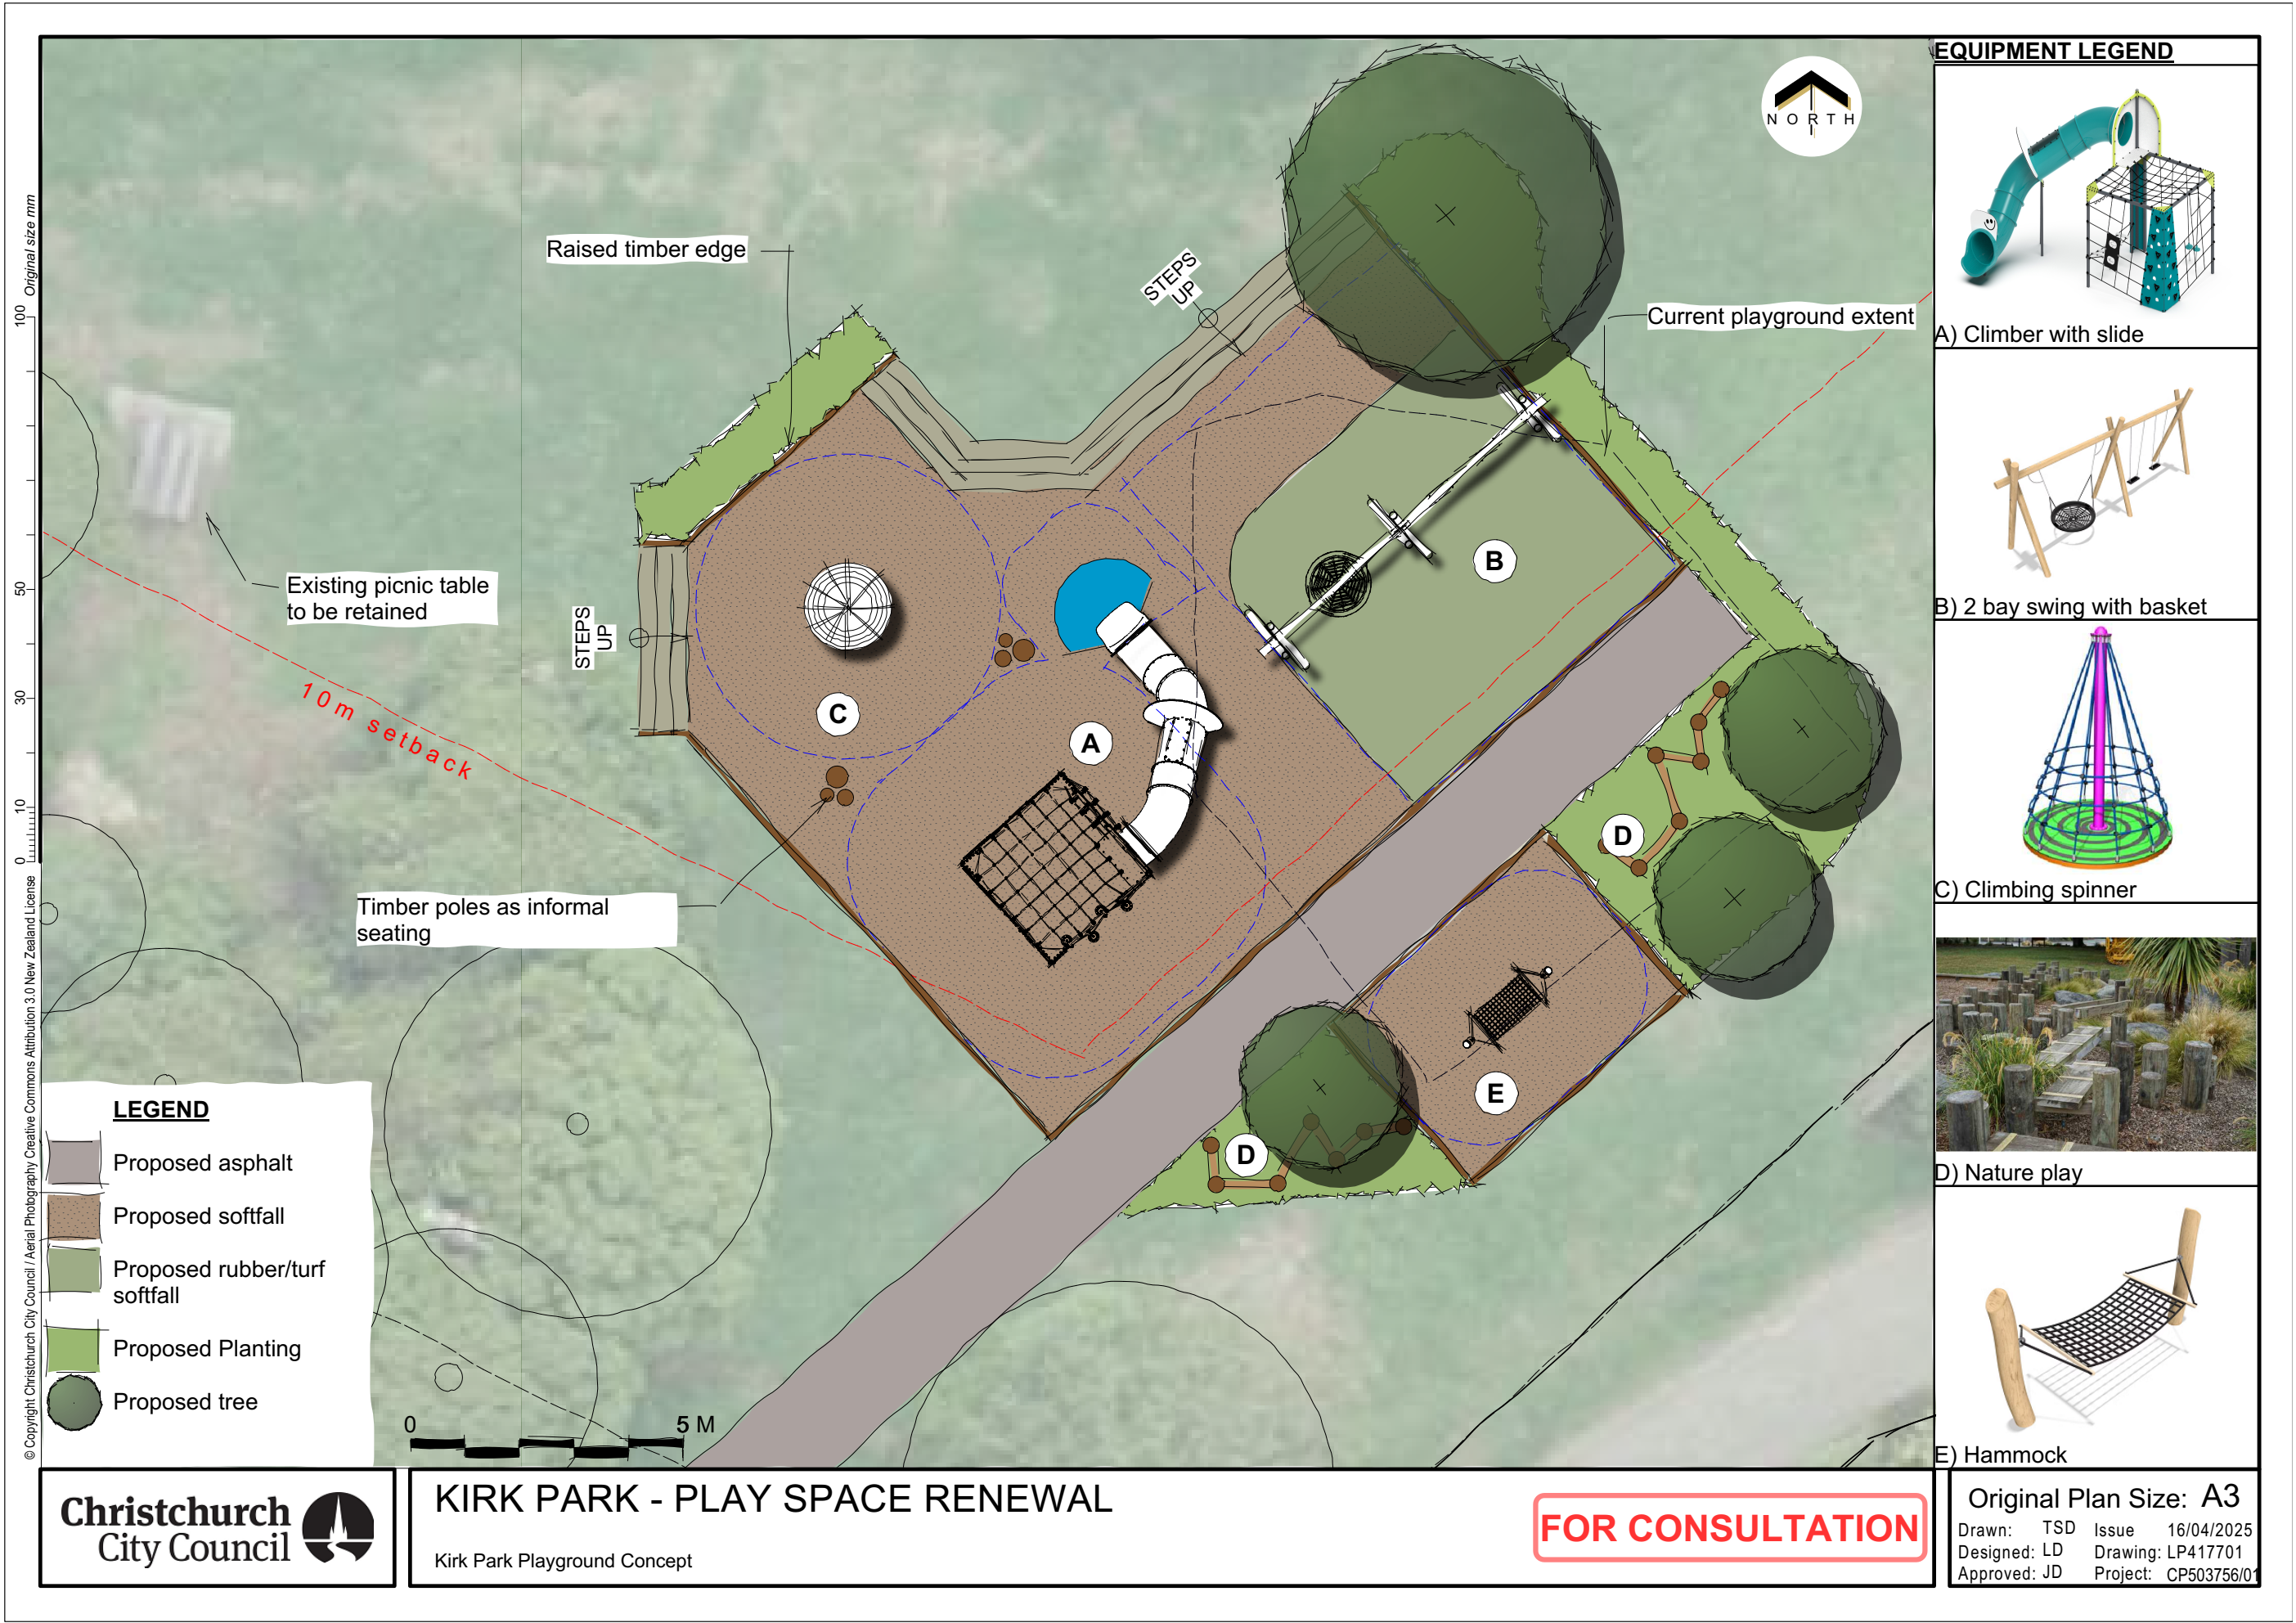 EQUIPMENT LEGEND
A) Climber with slide
B) 2 bay swing with basket
C) Climbing spinner
D) Nature play
E) Hammock
NORTH
Raised timber edge
STEPS
UP
Current playground extent
Existing picnic table
to be retained
STEPS
UP
10m setback
Timber poles as informal
seating
A
B
C
D
D
E
Original size mm
100
50
30
10
0
© Copyright Christchurch City Council / Aerial Photography Creative Commons Attribution 3.0 New Zealand License
LEGEND
Proposed asphalt
Proposed softfall
Proposed rubber/turf
softfall
Proposed Planting
Proposed tree
0 5 M
Christchurch
City Council
KIRK PARK - PLAY SPACE RENEWAL
Kirk Park Playground Concept
FOR CONSULTATION
Original Plan Size: A3
Drawn: TSD Issue 16/04/2025
Designed: LD Drawing: LP417701
Approved: JD Project: CP503756/01